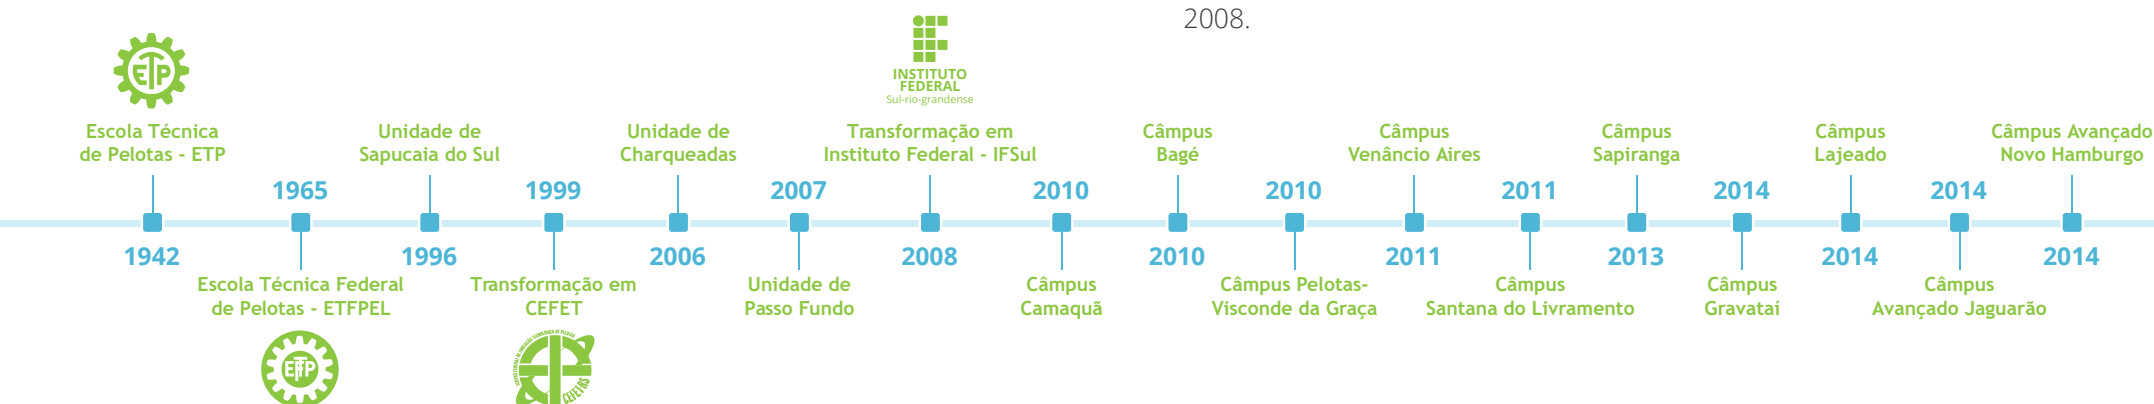 2008.
ETP
INSTITUTO
FEDERAL
Sul-rio-grandense
Escola Técnica
de Pelotas - ETP
1942
1965
Escola Técnica Federal
de Pelotas - ETFPEL
Unidade de
Sapucaia do Sul
1996
1999
Transformação em
CEFET
CEFETRS
Unidade de
Charqueadas
2006
2007
Unidade de
Passo Fundo
Transformação em
Instituto Federal - IFSul
2008
2010
Câmpus
Camaquã
Câmpus
Bagé
2010
2010
Câmpus Pelotas-
Visconde da Graça
Câmpus
Venâncio Aires
2011
2011
Câmpus
Santana do Livramento
Câmpus
Sapiranga
2013
2014
Câmpus
Gravataí
Câmpus
Lajeado
2014
2014
Câmpus
Avançado Jaguarão
Câmpus Avançado
Novo Hamburgo
2014